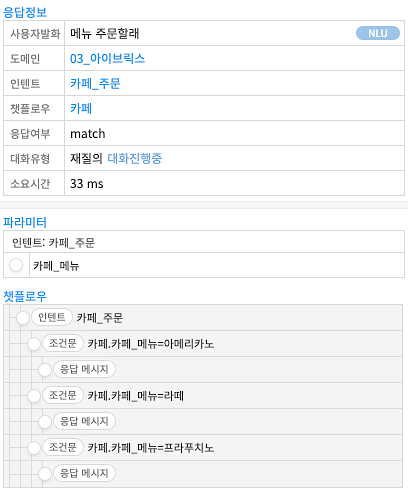 응답정보
사용자발화 메뉴 주문할래 NLU
도메인 03_아이브릭스
인텐트 카페_주문
챗플로우 카페
응답여부 match
대화유형 재질의 대화진행중
소요시간 33 ms
파라미터
인텐트: 카페_주문
카페_메뉴
챗플로우
인텐트 카페_주문
조건문 카페.카페_메뉴=아메리카노
응답 메시지
조건문 카페.카페_메뉴=라떼
응답 메시지
조건문 카페.카페_메뉴=프라푸치노
응답 메시지